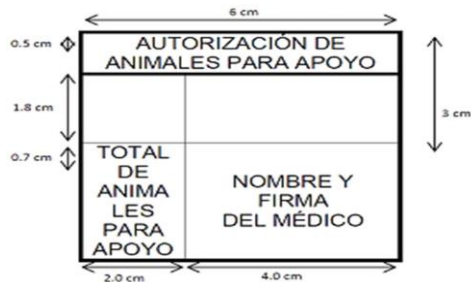 6 cm
0.5 cm
AUTORIZACIÓN DE
ANIMALES PARA APOYO
1.8 cm
3 cm
0.7 cm
TOTAL
DE
ANIMA
LES
PARA
APOYO
NOMBRE Y
FIRMA
DEL MÉDICO
2.0 cm
4.0 cm